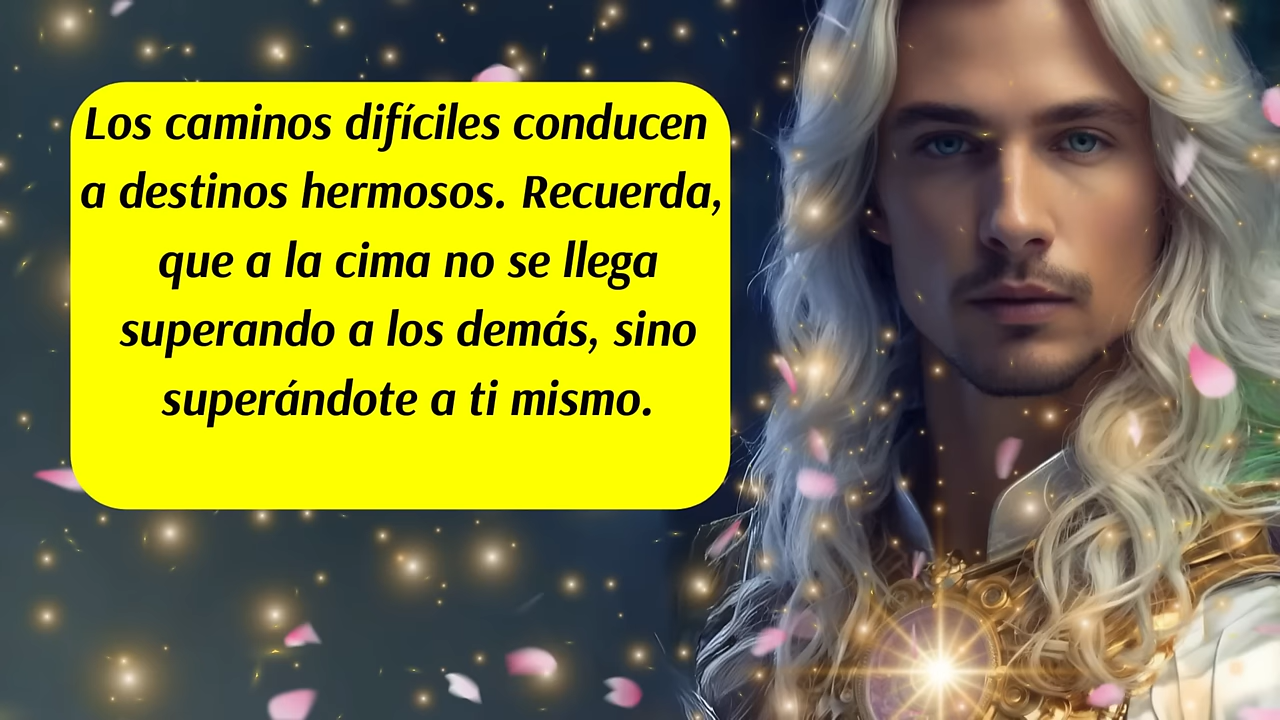 Los caminos difíciles conducen
a destinos hermosos. Recuerda,
que a la cima no se llega
superando a los demás, sino
superándote a ti mismo.